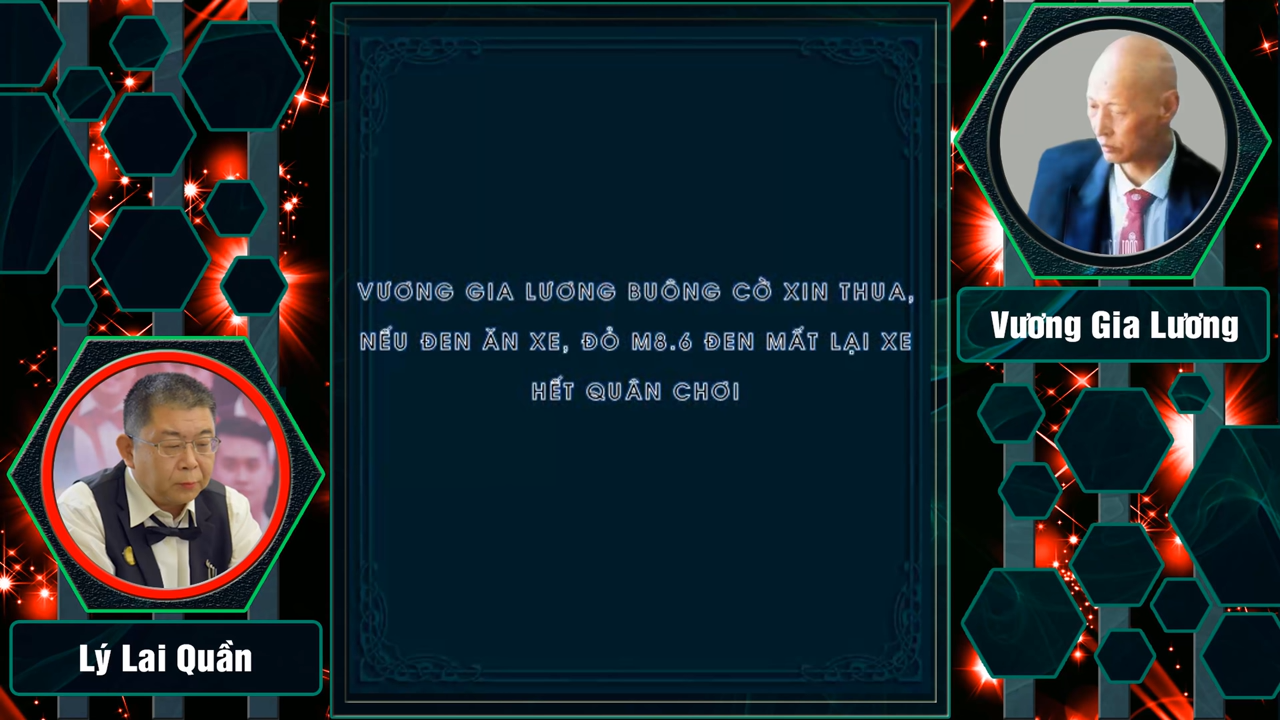 VƯƠNG GIA LƯƠNG BUÔNG CỜ XIN THUA,
NẾU ĐEN ĂN XE, ĐỎ M8.6 ĐEN MẤT LẠI XE
HẾT QUÂN CHƠI
Vương Gia Lương
Lý Lai Quần